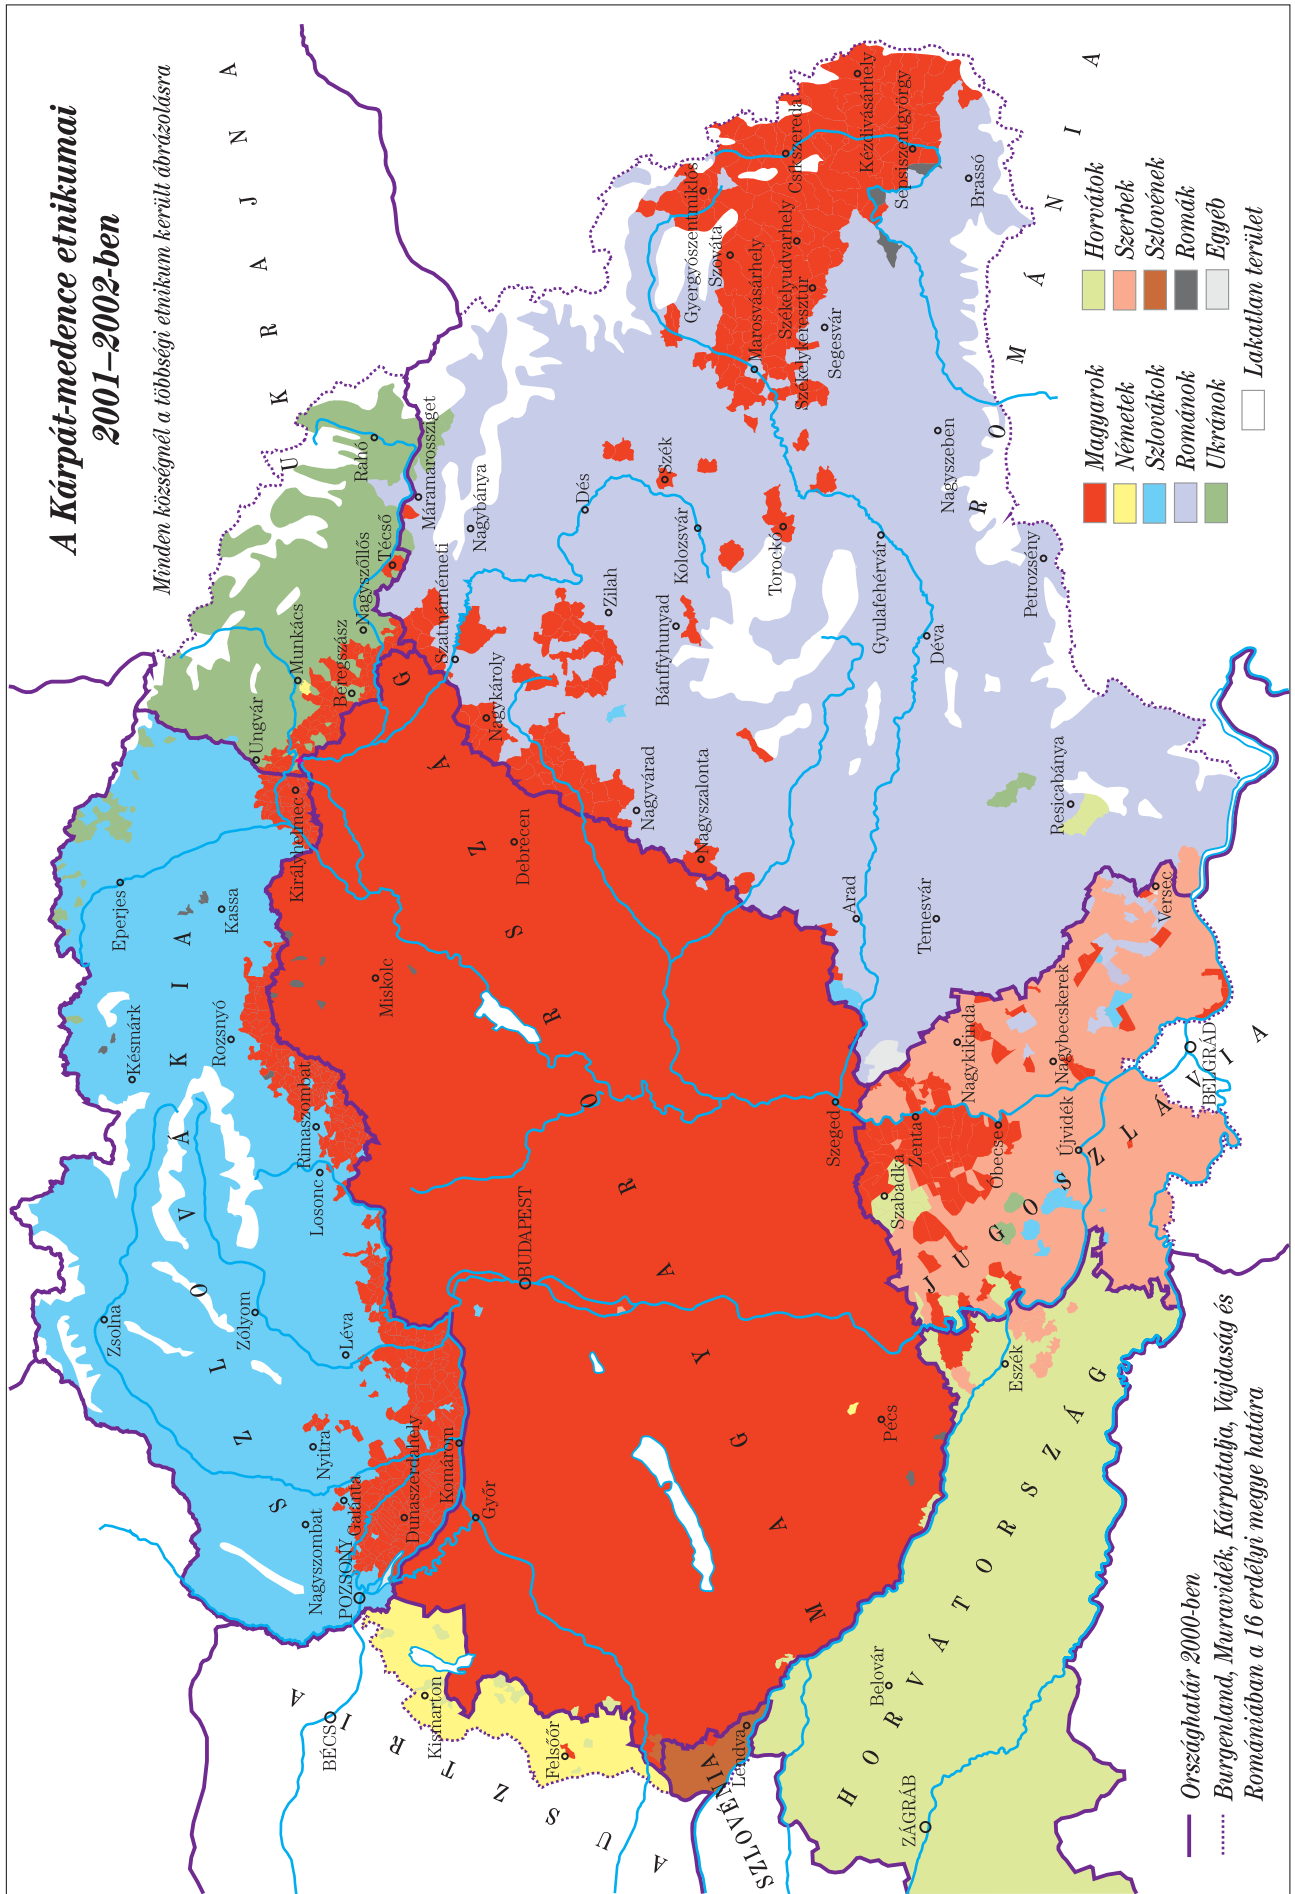 A Kárpát-medence etnikumai
2001–2002-ben
Minden községnél a többségi etnikum került ábrázolásra
UKRAJNA
SZLOVÁKIA
MAGYARORSZÁG
ROMÁNIA
JUGOSZLÁVIA
HORVÁTORSZÁG
SZLOVÉNIA
AUSZTRIA
BÉCS
POZSONY
Nagyszombat
Galánta
Nyitra
Dunaszerdahely
Komárom
Győr
Léva
Zsolna
Zólyom
Losonc
Rimaszombat
Rozsnyó
Késmárk
Eperjes
Kassa
Királyhelmec
Miskolc
Debrecen
BUDAPEST
Szeged
Pécs
Kismarton
Felsőőr
Lendva
ZÁGRÁB
Belovár
Eszék
Szabadka
Zenta
Óbecse
Újvidék
Nagykikinda
Nagybecskerek
Versec
BELGRÁD
Ungvár
Munkács
Beregszász
Nagyszőllős
Técső
Rahó
Máramarossziget
Szatmárnémeti
Nagybánya
Nagykároly
Zilah
Dés
Szék
Kolozsvár
Bánffyhunyad
Nagyvárad
Nagyszalonta
Torockó
Gyulafehérvár
Déva
Petrozsény
Nagyszeben
Arad
Temesvár
Resicabánya
Gyergyószentmiklós
Szováta
Marosvásárhely
Székelyudvarhely
Székelykeresztúr
Segesvár
Csíkszereda
Kézdivásárhely
Sepsiszentgyörgy
Brassó
Magyarok
Németek
Szlovákok
Románok
Ukránok
Horvátok
Szerbek
Szlovének
Romák
Egyéb
Lakatlan terület
Országhatár 2000-ben
Burgenland, Muravidék, Kárpátalja, Vajdaság és
Romániában a 16 erdélyi megye határa